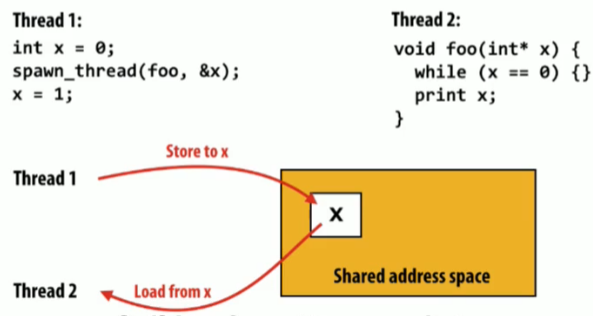 Thread 1:
int x = 0;
spawn_thread(foo, &x);
x = 1;
Thread 2:
void foo(int* x) {
while (x == 0) {}
print x;
}
Store to x
Thread 1
X
Shared address space
Thread 2
Load from x